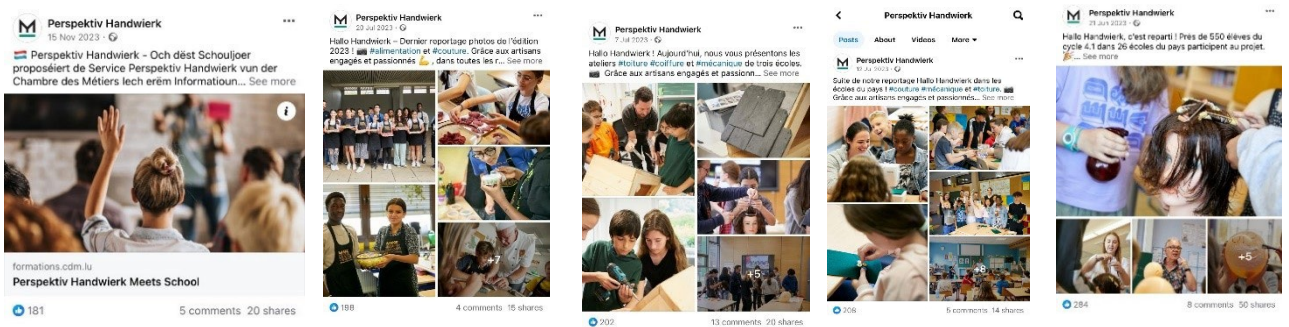 Perspektiv Handwierk
15 Nov 2023
Perspektiv Handwierk - Och dëst Schouljoer
proposéiert de Service Perspektiv Handwierk vun der
Chambre des Métiers Iech erëm Informatioun... See more
formations.cdm.lu
Perspektiv Handwierk Meets School
181
5 comments 20 shares
Perspektiv Handwierk
20 Jul 2023
Hallo Handwierk – Dernier reportage photos de l'édition
2023 ! #alimentation et #couture. Grâce aux artisans
engagés et passionnés , dans toutes les r... See more
+7
198
4 comments 15 shares
Perspektiv Handwierk
7 Jul 2023
Hallo Handwierk ! Aujourd'hui, nous vous présentons les
ateliers #toiture #coiffure et #mécanique de trois écoles.
Grâce aux artisans engagés et passionn... See more
+5
202
13 comments 20 shares
Perspektiv Handwierk
Posts About Videos More
Perspektiv Handwierk
Jul 2023
Suite de notre reportage Hallo Handwierk dans les
écoles du pays ! #couture #mécanique et #toiture.
Grâce aux artisans engagés et passionnés... See more
+8
208
5 comments 14 shares
Perspektiv Handwierk
21 Jun 2023
Hallo Handwierk, c'est reparti ! Près de 550 élèves du
cycle 4.1 dans 26 écoles du pays participent au projet.
... See more
+5
284
8 comments 50 shares